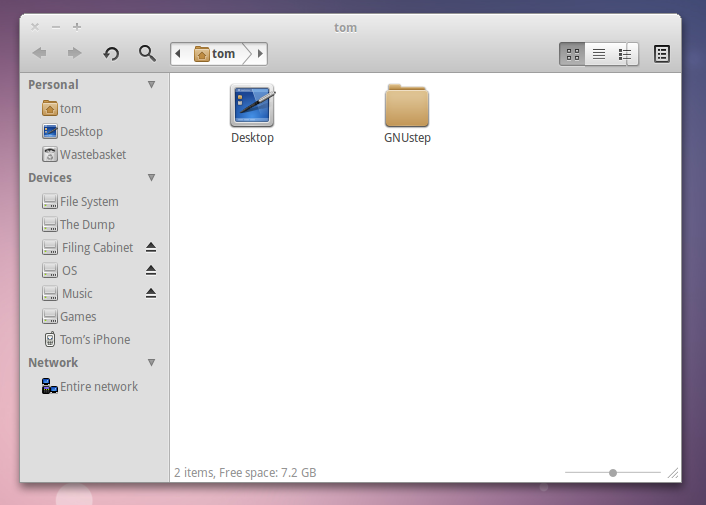 tom
tom
Personal
tom
Desktop
Wastebasket
Devices
File System
The Dump
Filing Cabinet
OS
Music
Games
Tom's iPhone
Network
Entire network
Desktop
GNUstep
2 items, Free space: 7.2 GB